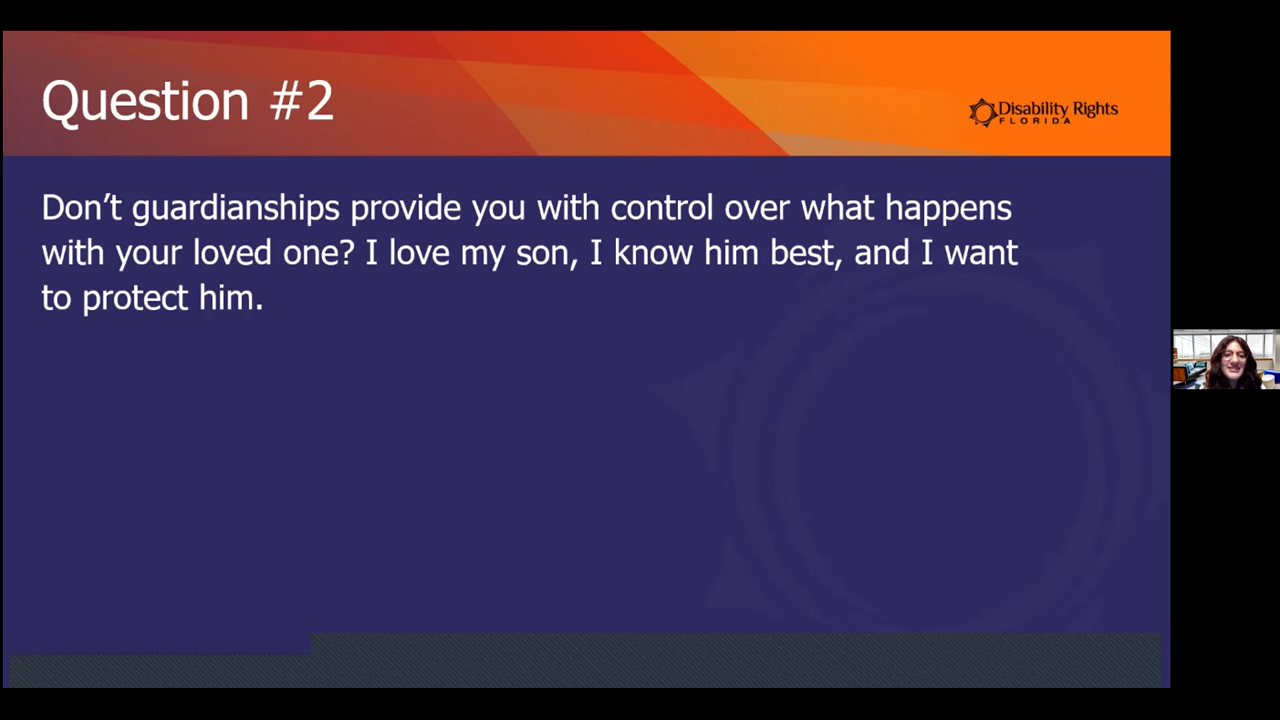 Question #2
Disability Rights
FLORIDA
Don’t guardianships provide you with control over what happens
with your loved one? I love my son, I know him best, and I want
to protect him.